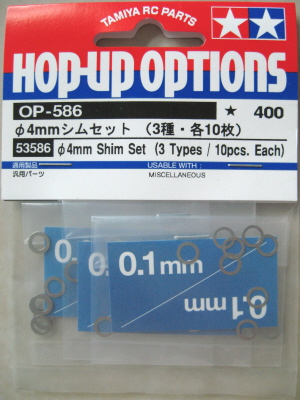 TAMIYA RC PARTS
HOP-UP OPTIONS
OP-586 ★ 400
φ4mmシムセット (3種・各10枚)
53586 φ4mm Shim Set (3 Types / 10pcs. Each)
適用製品 USABLE WITH:
汎用パーツ MISCELLANEOUS
0. 0. 0.1mm
0.1mm